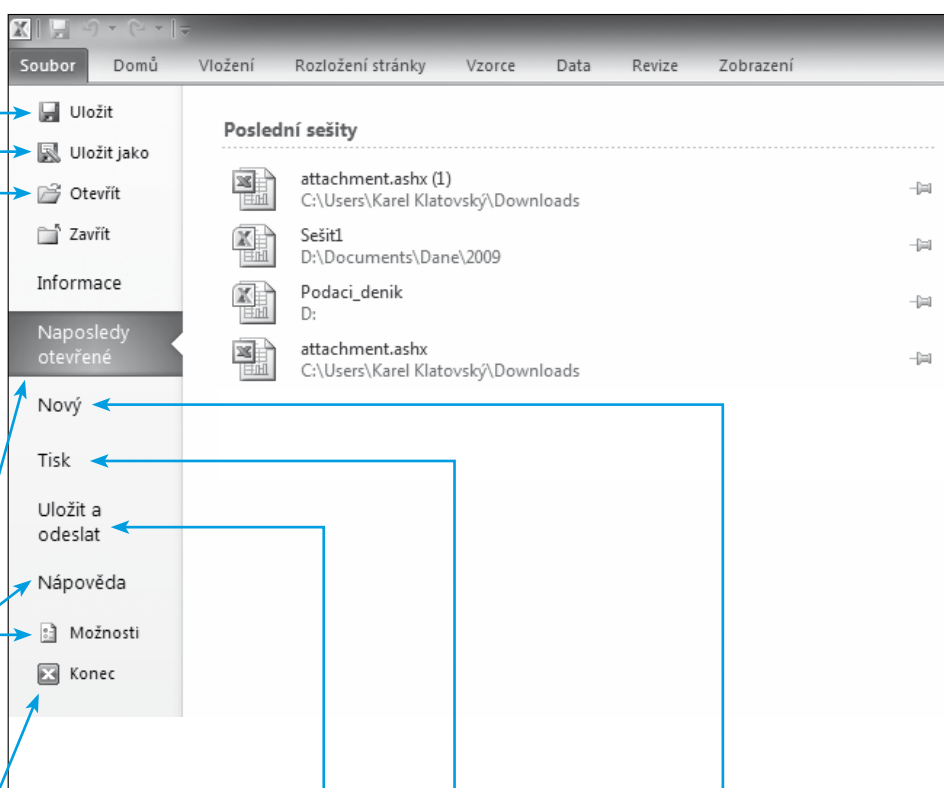 Soubor Domů Vložení Rozložení stránky Vzorce Data Revize Zobrazení
Uložit
Uložit jako
Otevřít
Zavřít
Informace
Naposledy
otevřené
Nový
Tisk
Uložit a
odeslat
Nápověda
Možnosti
Konec
Poslední sešity
attachment.ashx (1)
C:\Users\Karel Klatovský\Downloads
Sešit1
D:\Documents\Dane\2009
Podaci_denik
D:
attachment.ashx
C:\Users\Karel Klatovský\Downloads